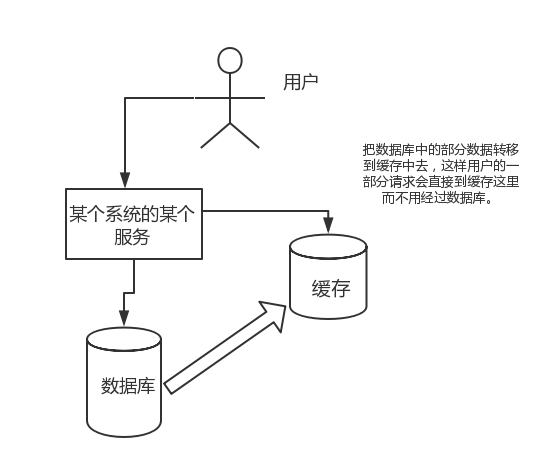 用户
把数据库中的部分数据转移
到缓存中去，这样用户的一
部分请求会直接到缓存这里
而不用经过数据库。
某个系统的某个
服务
缓存
数据库